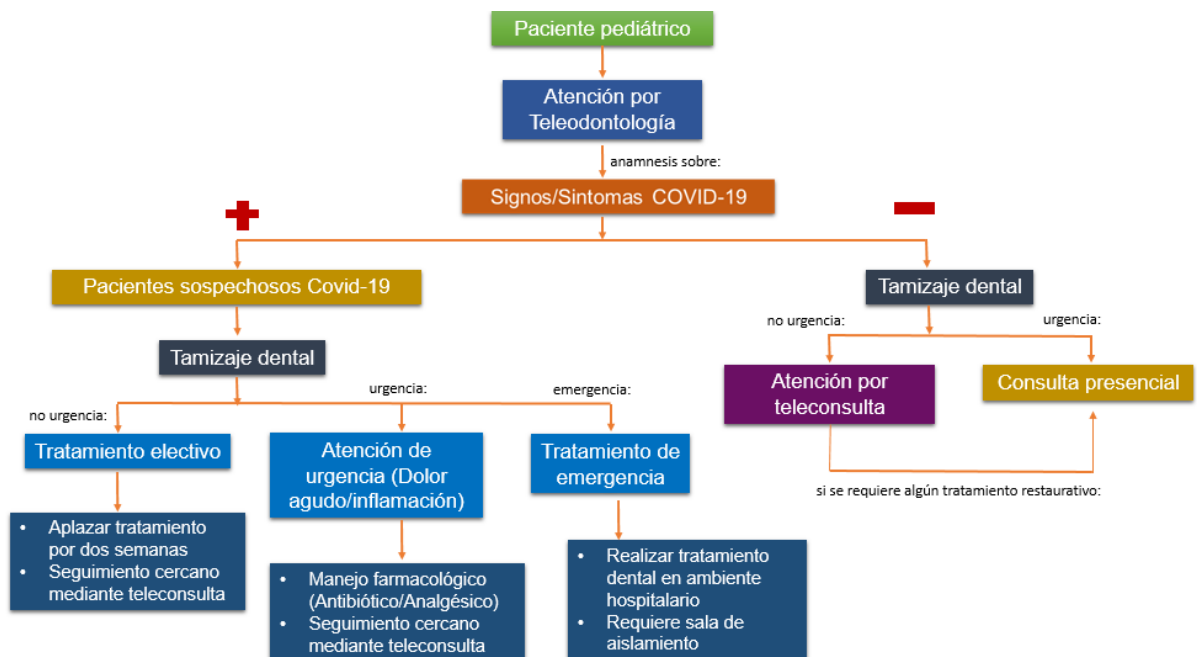 Paciente pediátrico
Atención por
Teleodontología
anamnesis sobre:
Signos/Sintomas COVID-19
Pacientes sospechosos Covid-19
Tamizaje dental
no urgencia:
urgencia:
emergencia:
Tratamiento electivo
Atención de
urgencia (Dolor
agudo/inflamación)
Tratamiento de
emergencia
• Aplazar tratamiento
por dos semanas
• Seguimiento cercano
mediante teleconsulta
• Manejo farmacológico
(Antibiótico/Analgésico)
• Seguimiento cercano
mediante teleconsulta
• Realizar tratamiento
dental en ambiente
hospitalario
• Requiere sala de
aislamiento
Tamizaje dental
no urgencia:
urgencia:
Atención por
teleconsulta
Consulta presencial
si se requiere algún tratamiento restaurativo: